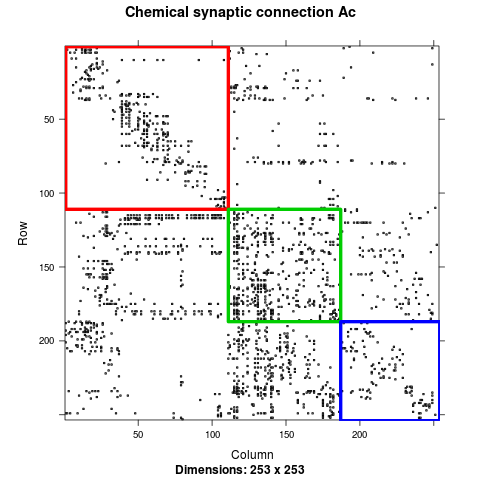 Chemical synaptic connection Ac
Row
50
100
150
200
50 100 150 200
Column
Dimensions: 253 x 253